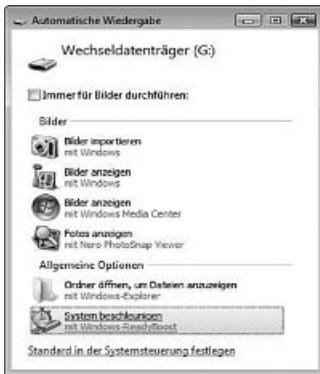 Automatische Wiedergabe
Wechseldatenträger (G:)
Immer für Bilder durchführen:
Bilder
Bilder importieren
mit Windows
Bilder anzeigen
mit Windows
Bilder anzeigen
mit Windows Media Center
Fotos anzeigen
mit Nero PhotoSnap Viewer
Allgemeine Optionen
Ordner öffnen, um Dateien anzuzeigen
mit Windows-Explorer
System beschleunigen
mit Windows-ReadyBoost
Standard in der Systemsteuerung festlegen